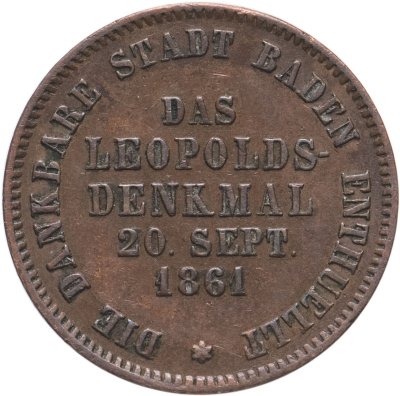 DIE DANKBARE STADT BADEN ENTHUELLT
DAS
LEOPOLDS-
DENKMAL
20. SEPT.
1861